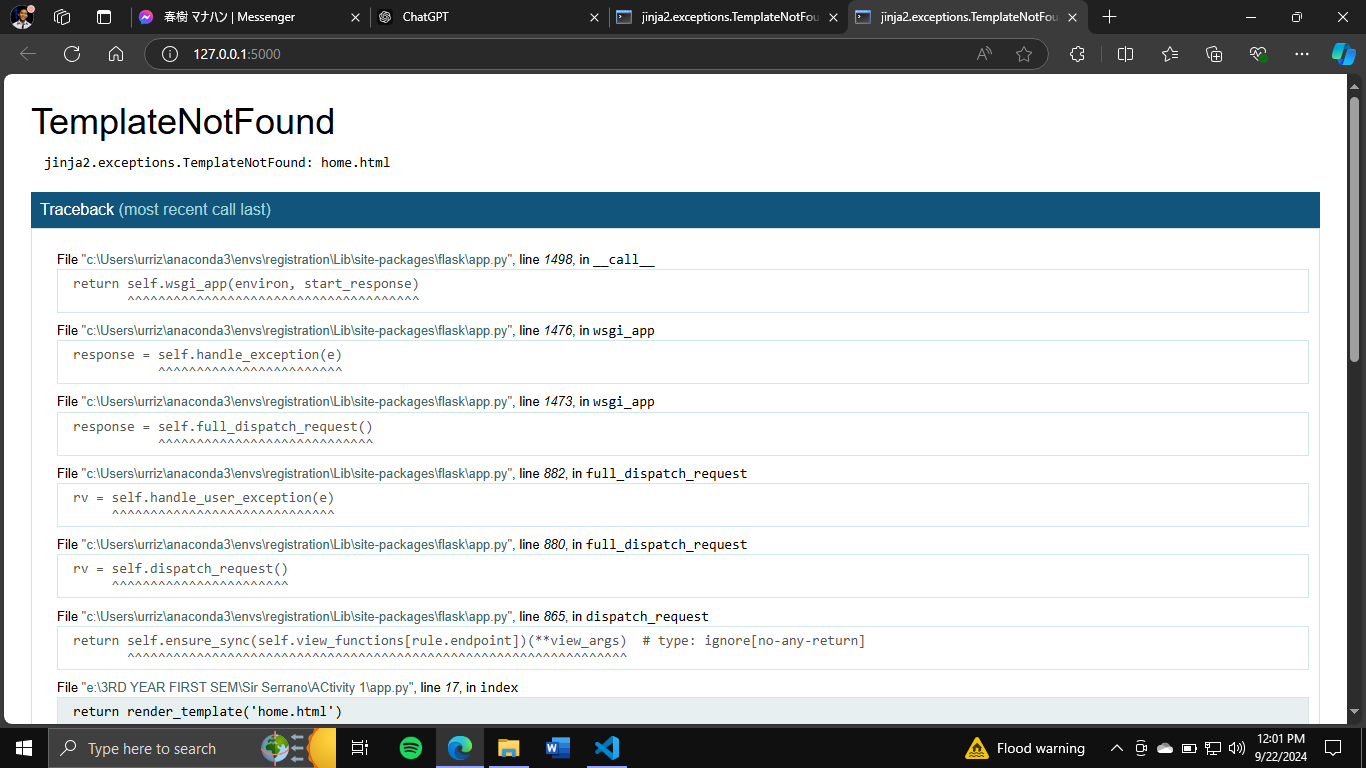 春樹 マナハン | Messenger
ChatGPT
jinja2.exceptions.TemplateNotFou
jinja2.exceptions.TemplateNotFou
127.0.0.1:5000
TemplateNotFound
jinja2.exceptions.TemplateNotFound: home.html
Traceback (most recent call last)
File "c:\Users\urriz\anaconda3\envs\registration\Lib\site-packages\flask\app.py", line 1498, in __call__
return self.wsgi_app(environ, start_response)
^^^^^^^^^^^^^^^^^^^^^^^^^^^^^^^^^^^^^^
File "c:\Users\urriz\anaconda3\envs\registration\Lib\site-packages\flask\app.py", line 1476, in wsgi_app
response = self.handle_exception(e)
^^^^^^^^^^^^^^^^^^^^^^^^
File "c:\Users\urriz\anaconda3\envs\registration\Lib\site-packages\flask\app.py", line 1473, in wsgi_app
response = self.full_dispatch_request()
^^^^^^^^^^^^^^^^^^^^^^^^^^^^
File "c:\Users\urriz\anaconda3\envs\registration\Lib\site-packages\flask\app.py", line 882, in full_dispatch_request
rv = self.handle_user_exception(e)
^^^^^^^^^^^^^^^^^^^^^^^^^^^^^
File "c:\Users\urriz\anaconda3\envs\registration\Lib\site-packages\flask\app.py", line 880, in full_dispatch_request
rv = self.dispatch_request()
^^^^^^^^^^^^^^^^^^^^^^^
File "c:\Users\urriz\anaconda3\envs\registration\Lib\site-packages\flask\app.py", line 865, in dispatch_request
return self.ensure_sync(self.view_functions[rule.endpoint])(**view_args)  # type: ignore[no-any-return]
^^^^^^^^^^^^^^^^^^^^^^^^^^^^^^^^^^^^^^^^^^^^^^^^^^^^^^^^^^^^^^^^^
File "e:\3RD YEAR FIRST SEM\Sir Serrano\ACtivity 1\app.py", line 17, in index
return render_template('home.html')
Type here to search
Flood warning
12:01 PM
9/22/2024